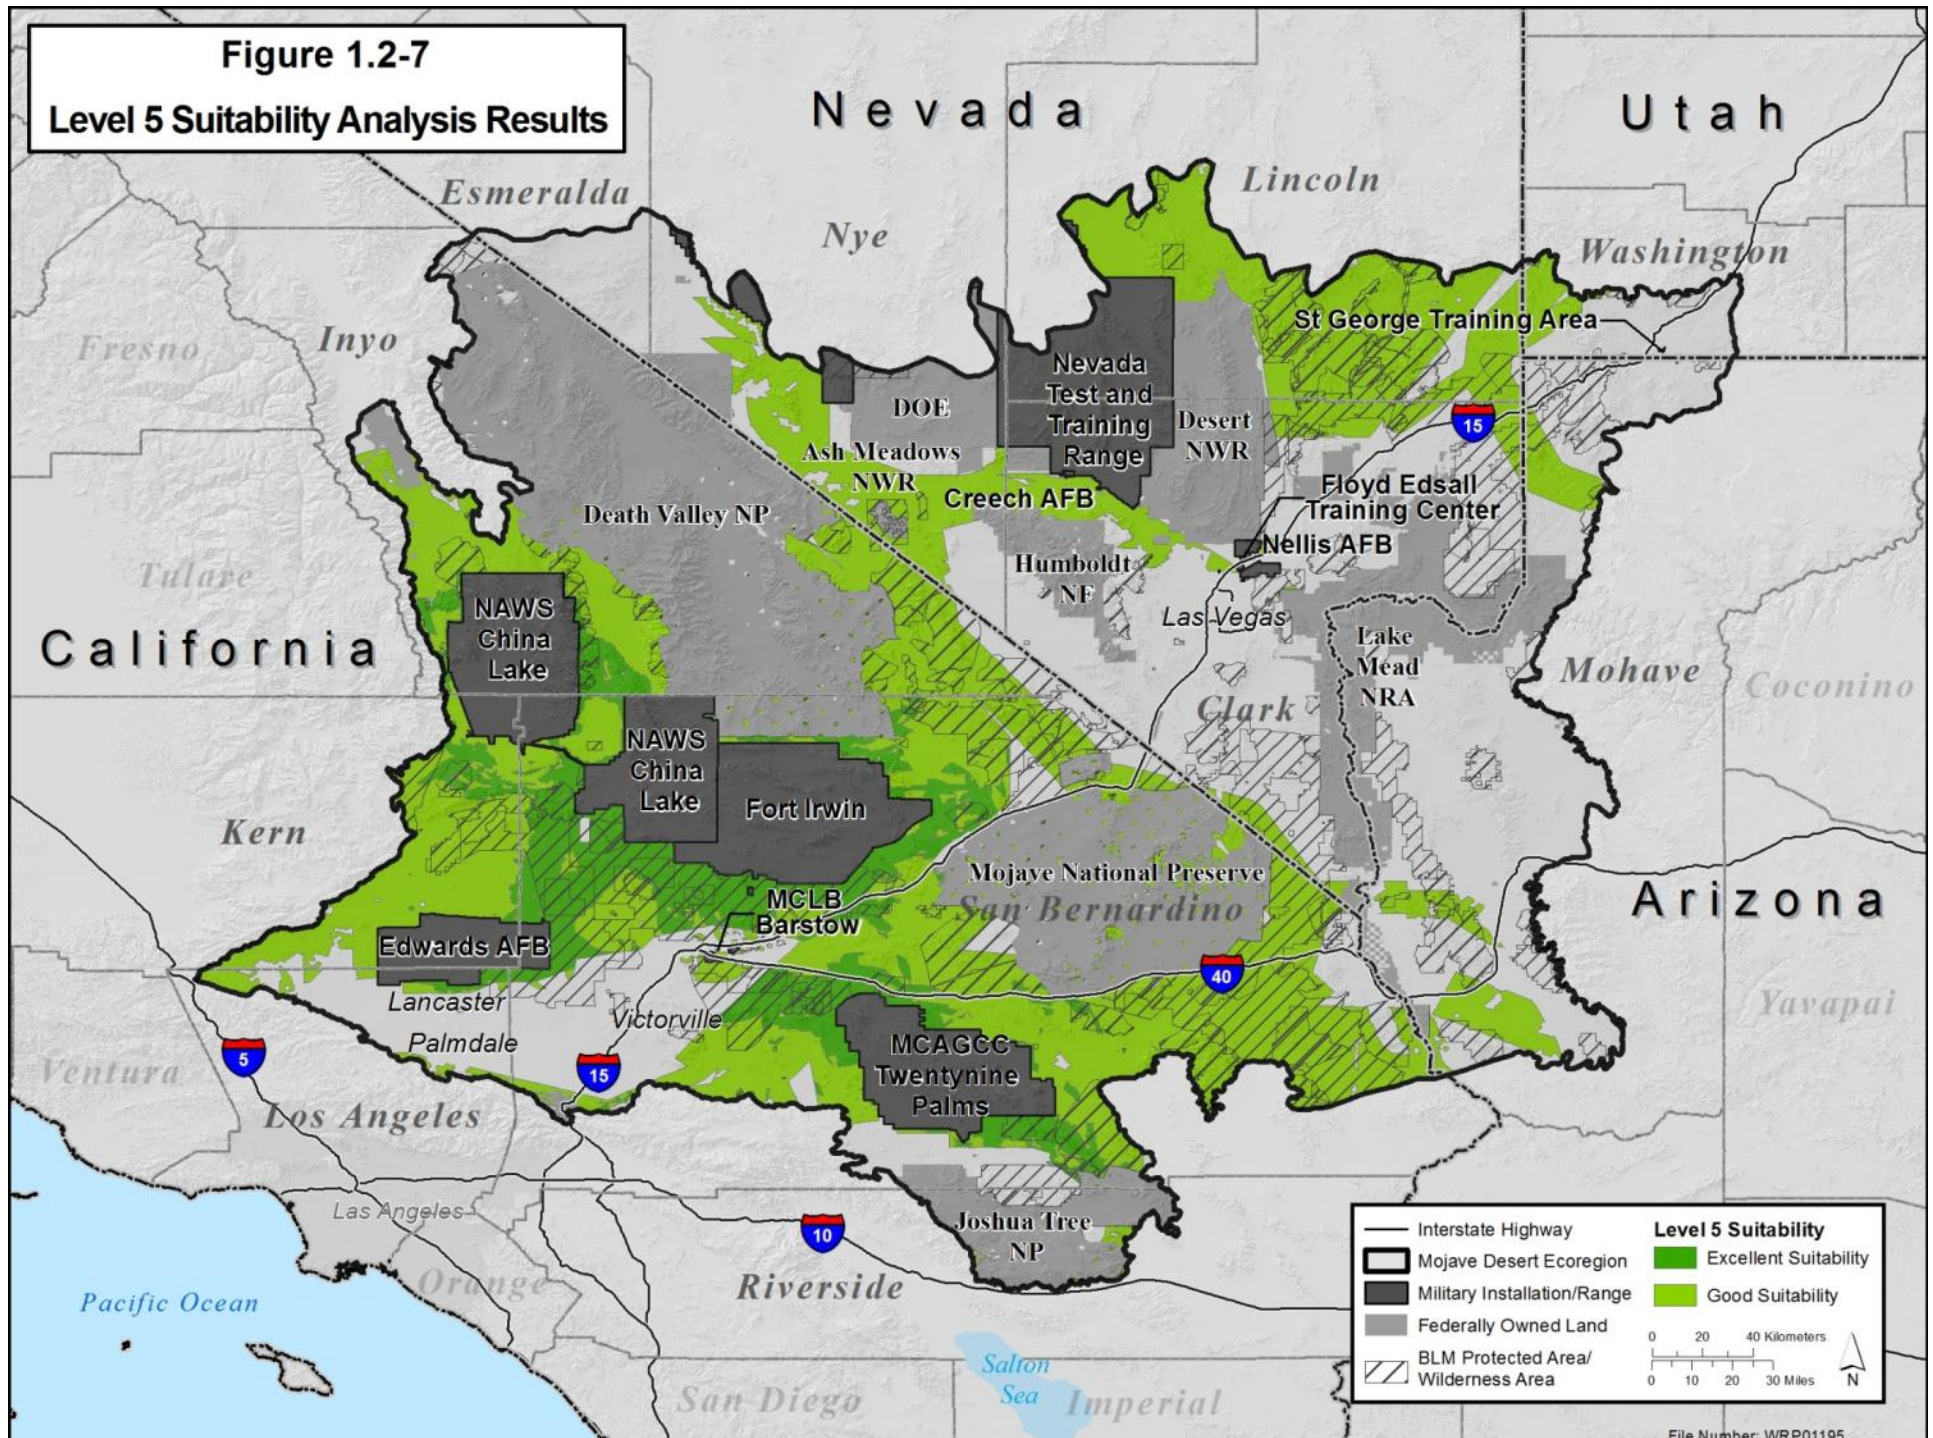 Figure 1.2-7
Level 5 Suitability Analysis Results
Nevada
Utah
Esmeralda
Lincoln
Nye
Washington
Inyo
Fresno
St George Training Area
Nevada
Test and
Training
Range
DOE
Desert
NWR
15
Ash Meadows
NWR
Creech AFB
Floyd Edsall
Training Center
Death Valley NP
Nellis AFB
Humboldt
NF
Tulare
Las Vegas
NAWS
China
Lake
California
Lake
Mead
NRA
Mohave
Coconino
Clark
NAWS
China
Lake
Fort Irwin
Kern
Mojave National Preserve
San Bernardino
MCLB
Barstow
Arizona
Edwards AFB
40
Lancaster
Victorville
Yavapai
Palmdale
MCAGCC
Twentynine
Palms
5
15
Ventura
Los Angeles
Las Angeles
10
Joshua Tree
NP
Orange
Riverside
Pacific Ocean
Salton
Sea
San Diego
Imperial
Interstate Highway
Mojave Desert Ecoregion
Military Installation/Range
Federally Owned Land
BLM Protected Area/
Wilderness Area
Level 5 Suitability
Excellent Suitability
Good Suitability
0 20 40 Kilometers
0 10 20 30 Miles
N
File Number: WRP01195